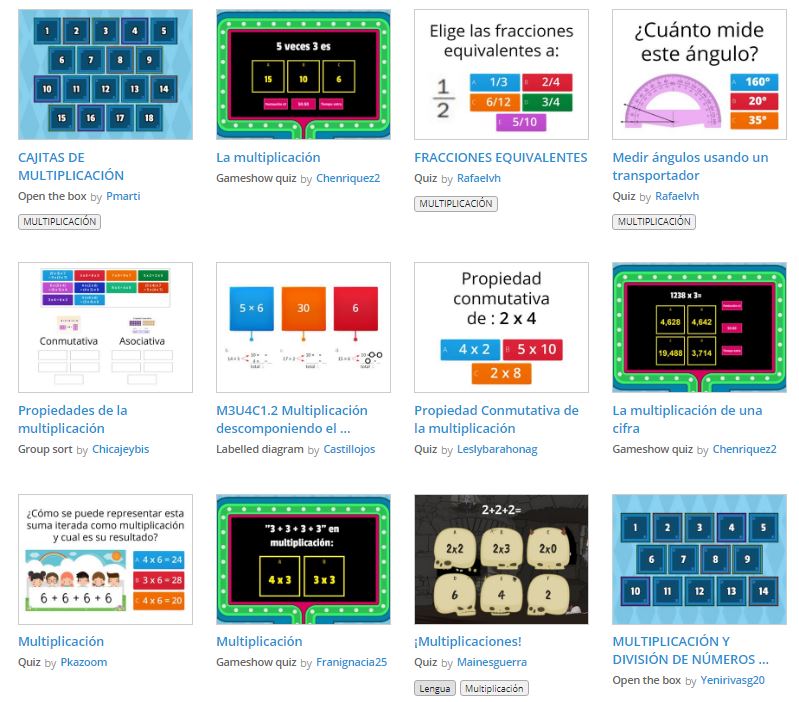 1 2 3 4 5
6 7 8 9
10 11 12 13 14
15 16 17 18
CAJITAS DE
MULTIPLICACIÓN
Open the box by Pmarti
MULTIPLICACIÓN
5 veces 3 es
A B C
15 10 6
50:50
La multiplicación
Gameshow quiz by Chenriquez2
Elige las fracciones
equivalentes a:
1
2
A 1/3 B 2/4
C 6/12 D 3/4
E 5/10
FRACCIONES EQUIVALENTES
Quiz by Rafaelvh
MULTIPLICACIÓN
¿Cuánto mide
este ángulo?
A 160°
B 20°
C 35°
Medir ángulos usando un
transportador
Quiz by Rafaelvh
MULTIPLICACIÓN
Conmutativa Asociativa
Propiedades de la
multiplicación
Group sort by Chicajeybis
5 × 6 30 6
total
M3U4C1.2 Multiplicación
descomponiendo el ...
Labelled diagram by Castillojos
Propiedad
conmutativa
de : 2 x 4
A 4 x 2 B 5 x 10
C 2 x 8
Propiedad Conmutativa de
la multiplicación
Quiz by Leslybarahonag
1238 x 3=
4,628 4,642
19,488 3,714
50:50
La multiplicación de una
cifra
Gameshow quiz by Chenriquez2
¿Cómo se puede representar esta
suma iterada como multiplicación
y cual es su resultado?
6 + 6 + 6 + 6
A 4 x 6 = 24
B 3 x 6 = 28
C 4 x 6 = 20
Multiplicación
Quiz by Pkazoom
"3 + 3 + 3 + 3" en
multiplicación:
A B
4 x 3 3 x 3
Multiplicación
Gameshow quiz by Franignacia25
2+2+2=
2x2 2x3 2x0
6 4 2
¡Multiplicaciones!
Quiz by Mainesguerra
Lengua Multiplicación
1 2 3 4 5
6 7 8 9
10 11 12 13 14
MULTIPLICACIÓN Y
DIVISIÓN DE NÚMEROS ...
Open the box by Yenirivasg20